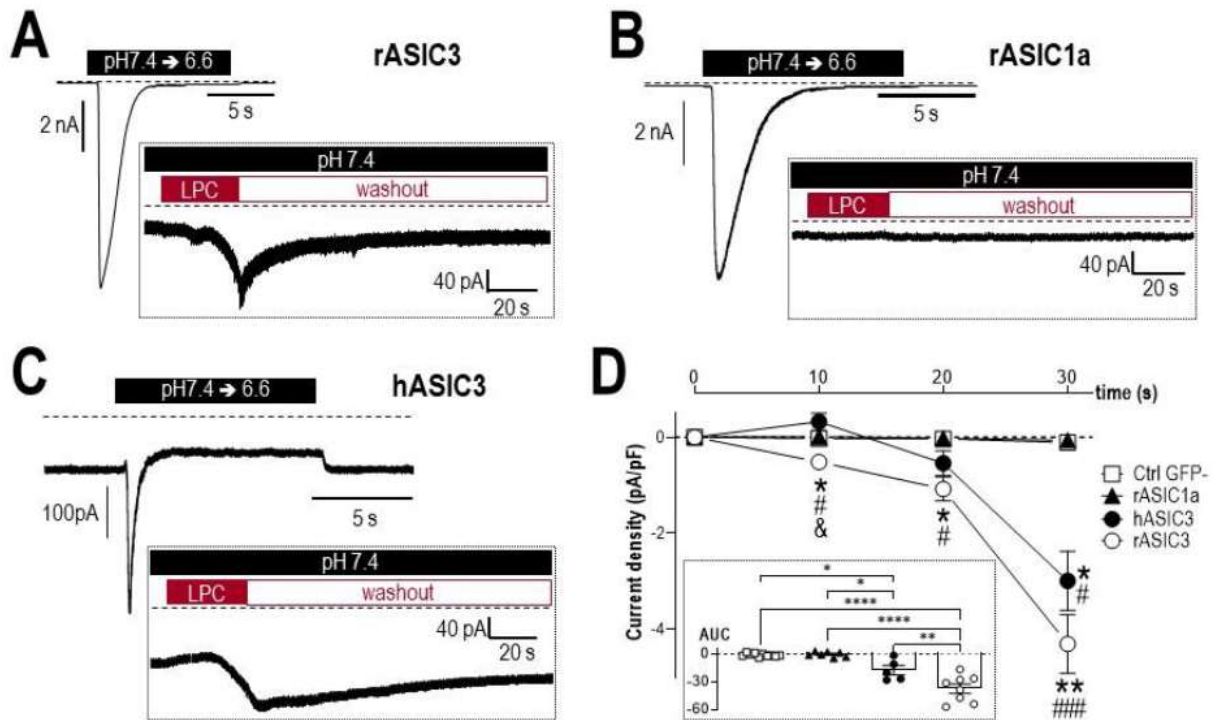 A
pH7.4 ➔ 6.6
rASIC3
5 s
2 nA
pH 7.4
LPC
washout
40 pA
20 s
B
pH7.4 ➔ 6.6
rASIC1a
5 s
2 nA
pH 7.4
LPC
washout
40 pA
20 s
C
pH7.4 ➔ 6.6
hASIC3
100pA
5 s
pH 7.4
LPC
washout
40 pA
20 s
D
0 10 20 30
time (s)
Current density (pA/pF)
0
-2
-4
Ctrl GFP-
rASIC1a
hASIC3
rASIC3
*
#
&
*
#
*
#
**
###
AUC
0
-30
-60
*
*
****
****
**